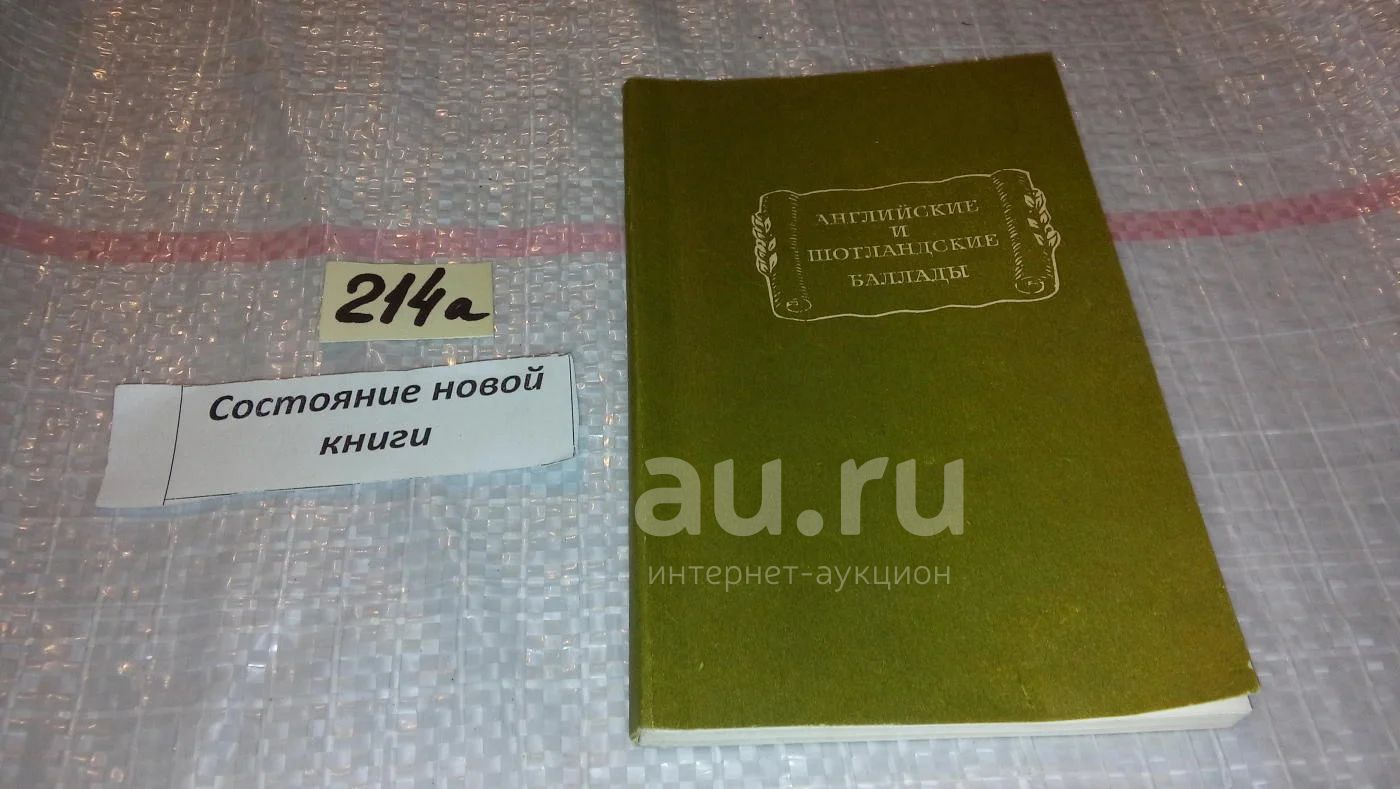 АНГЛИЙСКИЕ
И
ШОТЛАНДСКИЕ
БАЛЛАДЫ
214а
Состояние новой
книги
au.ru
интернет-аукцион